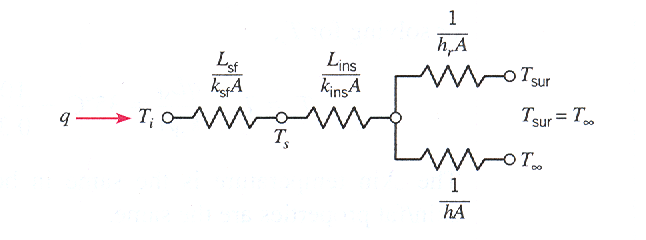 1
h_r A
L_sf
k_sf A
L_ins
k_ins A
T_sur
q
T_i
T_s
T_sur = T_∞
T_∞
1
hA